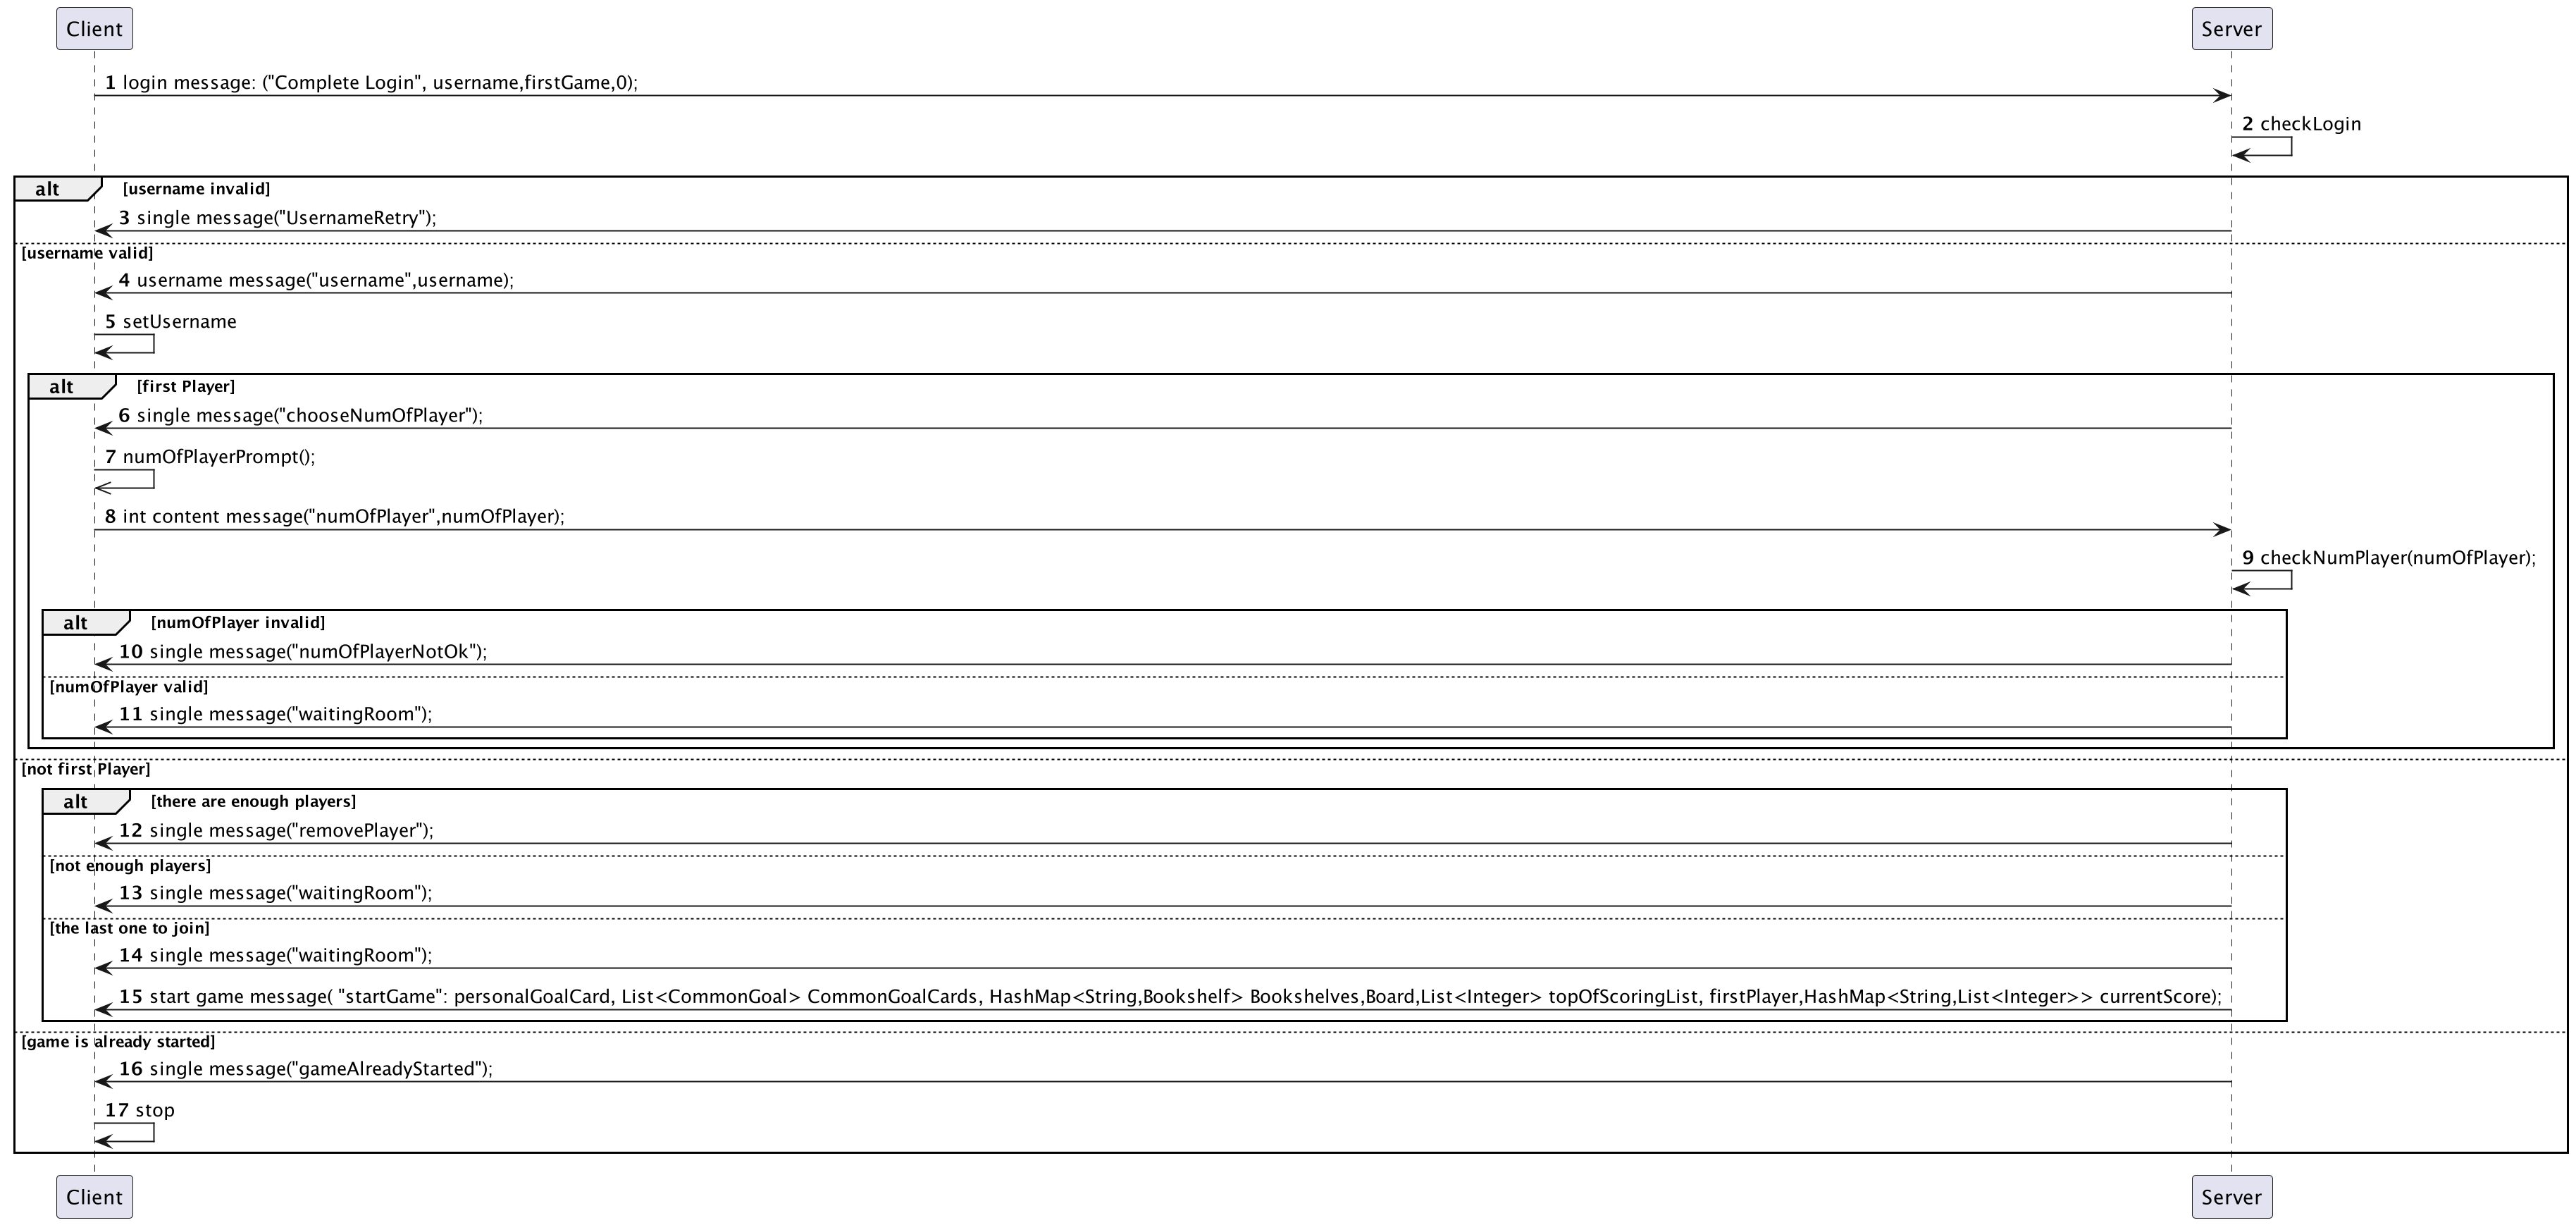 Client
Server
1 login message: ("Complete Login", username,firstGame,0);
2 checkLogin
alt [username invalid]
3 single message("UsernameRetry");
[username valid]
4 username message("username",username);
5 setUsername
alt [first Player]
6 single message("chooseNumOfPlayer");
7 numOfPlayerPrompt();
8 int content message("numOfPlayer",numOfPlayer);
9 checkNumPlayer(numOfPlayer);
alt [numOfPlayer invalid]
10 single message("numOfPlayerNotOk");
[numOfPlayer valid]
11 single message("waitingRoom");
[not first Player]
alt [there are enough players]
12 single message("removePlayer");
[not enough players]
13 single message("waitingRoom");
[the last one to join]
14 single message("waitingRoom");
15 start game message( "startGame": personalGoalCard, List<CommonGoal> CommonGoalCards, HashMap<String,Bookshelf> Bookshelves,Board,List<Integer> topOfScoringList, firstPlayer,HashMap<String,List<Integer>> currentScore);
[game is already started]
16 single message("gameAlreadyStarted");
17 stop
Client
Server